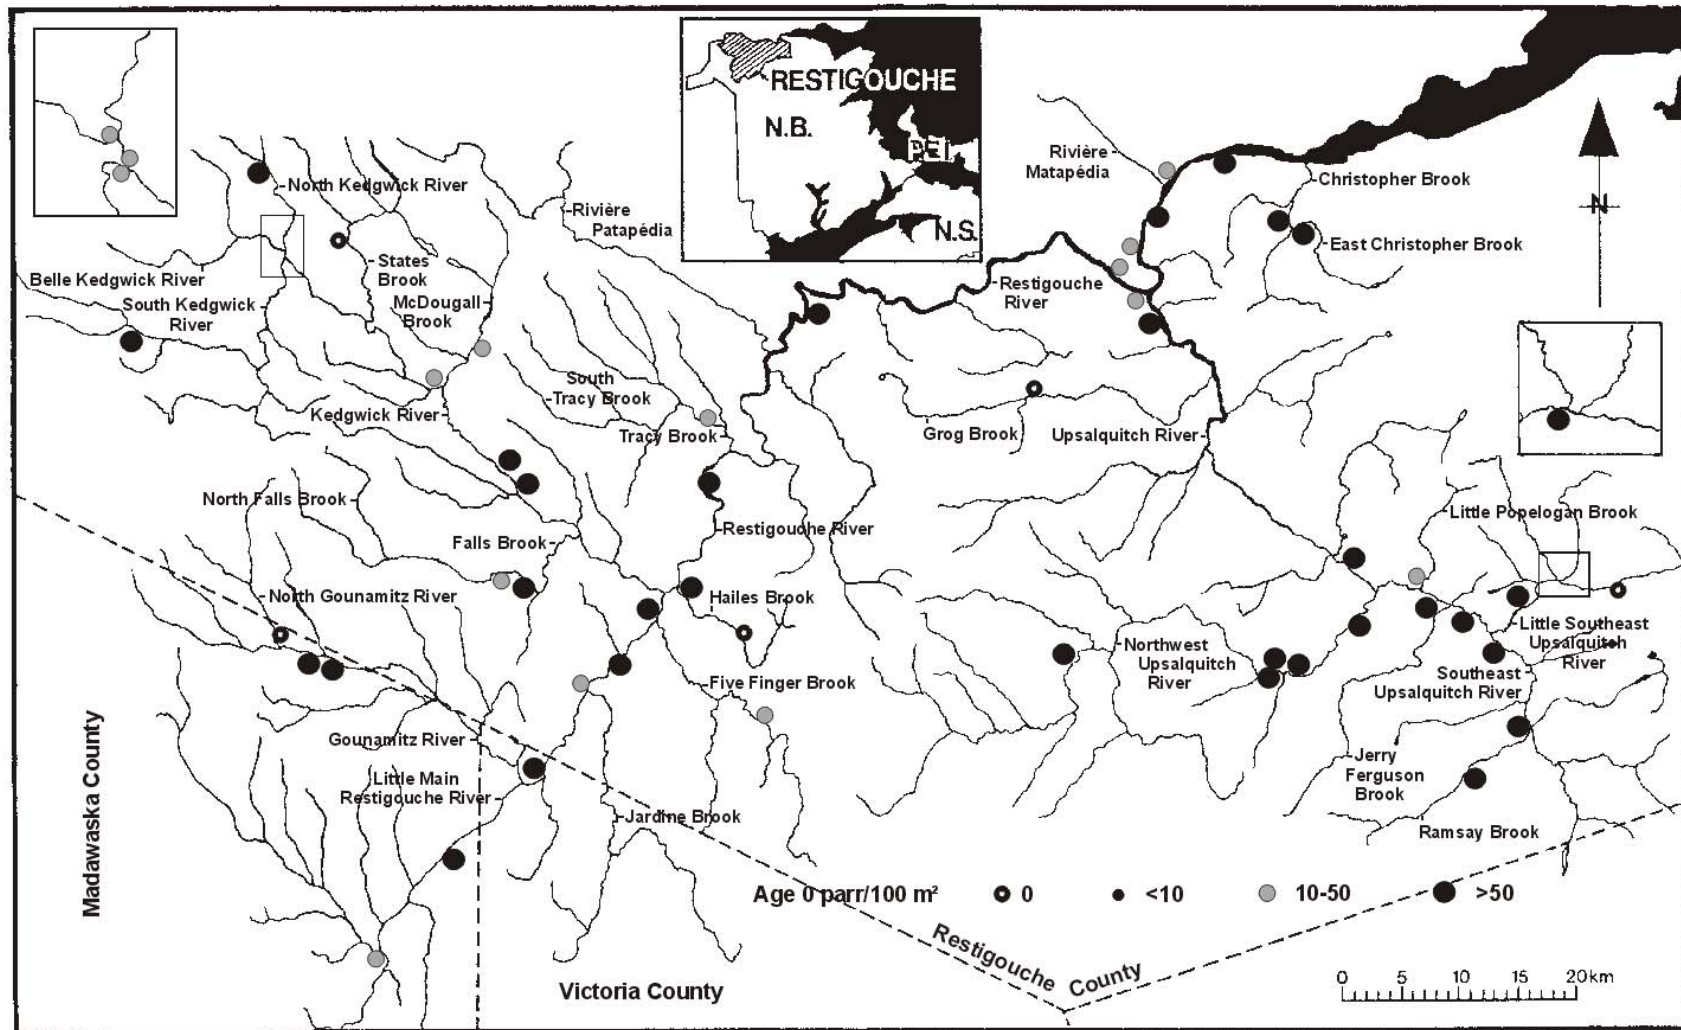 RESTIGOUCHE
N.B.
PEI
N.S.
Rivière
Matapédia
Christopher Brook
N
North Kedgwick River
Rivière
Patapédia
East Christopher Brook
Belle Kedgwick River
States
Brook
South Kedgwick
River
McDougall
Brook
Restigouche
River
South
Tracy Brook
Kedgwick River
Tracy Brook
Grog Brook
Upsalquitch River
North Falls Brook
Restigouche River
Little Popelogan Brook
Falls Brook
North Gounamitz River
Hailes Brook
Little Southeast
Upsalquitch
River
Northwest
Upsalquitch
River
Southeast
Upsalquitch River
Five Finger Brook
Gounamitz River
Jerry
Ferguson
Brook
Little Main
Restigouche River
Jardine Brook
Ramsay Brook
Madawaska County
Age 0 parr/100 m² 0 <10 10-50 >50
Restigouche County
Victoria County
0 5 10 15 20 km